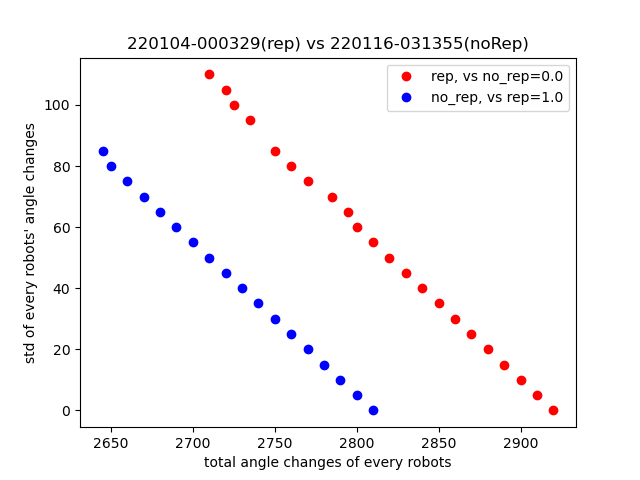 220104-000329(rep) vs 220116-031355(noRep)
rep, vs no_rep=0.0
no_rep, vs rep=1.0
std of every robots' angle changes
100
80
60
40
20
0
2650 2700 2750 2800 2850 2900
total angle changes of every robots